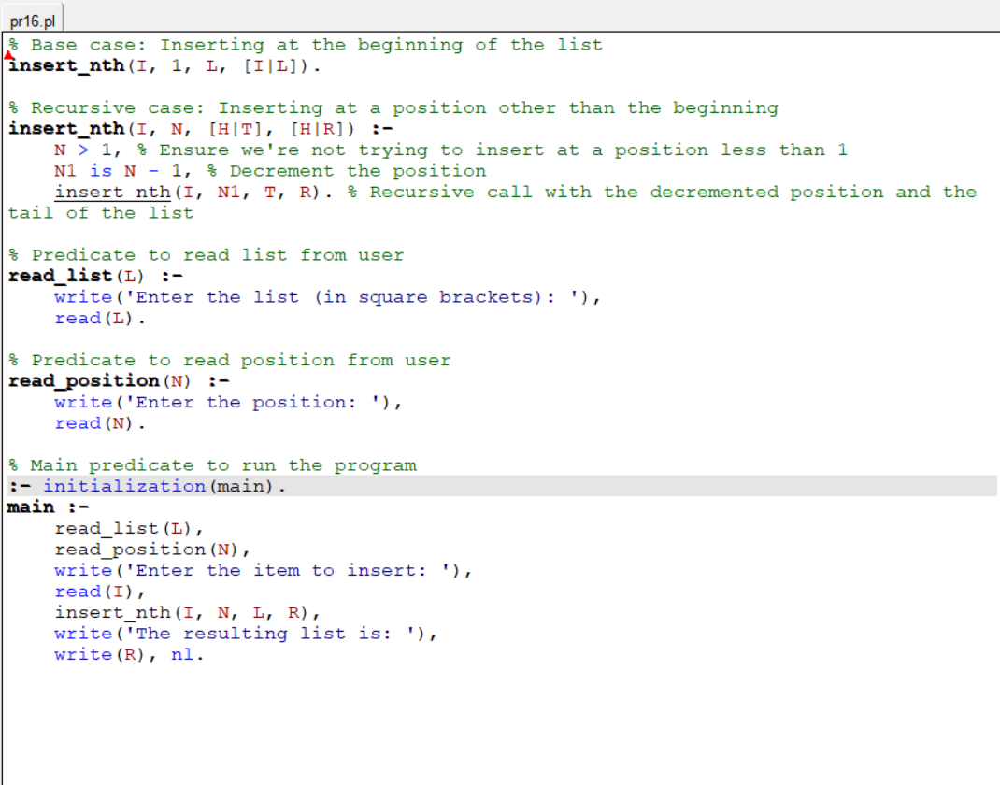 pr16.pl
% Base case: Inserting at the beginning of the list
insert_nth(I, 1, L, [I|L]).
% Recursive case: Inserting at a position other than the beginning
insert_nth(I, N, [H|T], [H|R]) :-
    N > 1, % Ensure we're not trying to insert at a position less than 1
    N1 is N - 1, % Decrement the position
    insert_nth(I, N1, T, R). % Recursive call with the decremented position and the
tail of the list
% Predicate to read list from user
read_list(L) :-
    write('Enter the list (in square brackets): '),
    read(L).
% Predicate to read position from user
read_position(N) :-
    write('Enter the position: '),
    read(N).
% Main predicate to run the program
:- initialization(main).
main :-
    read_list(L),
    read_position(N),
    write('Enter the item to insert: '),
    read(I),
    insert_nth(I, N, L, R),
    write('The resulting list is: '),
    write(R), nl.